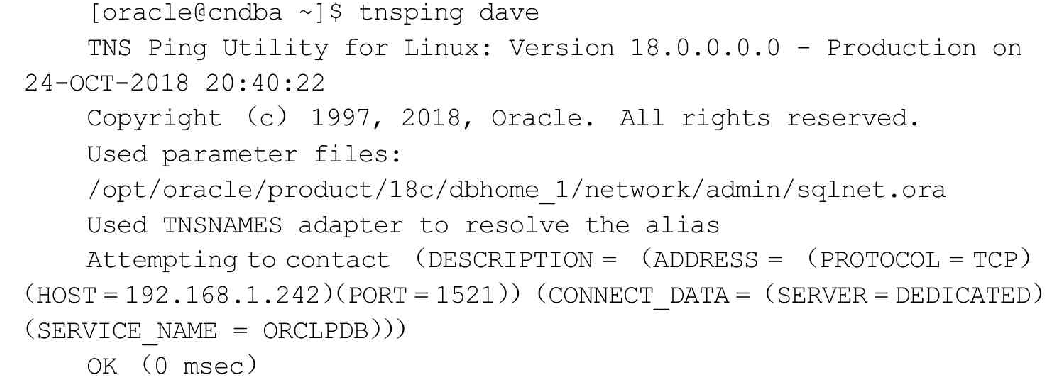 [oracle@cndba ~]$ tnsping dave
TNS Ping Utility for Linux: Version 18.0.0.0.0 - Production on
24-OCT-2018 20:40:22
Copyright (c) 1997, 2018, Oracle. All rights reserved.
Used parameter files:
/opt/oracle/product/18c/dbhome_1/network/admin/sqlnet.ora
Used TNSNAMES adapter to resolve the alias
Attempting to contact (DESCRIPTION = (ADDRESS = (PROTOCOL = TCP)
(HOST = 192.168.1.242)(PORT = 1521)) (CONNECT_DATA = (SERVER = DEDICATED)
(SERVICE_NAME = ORCLPDB)))
OK (0 msec)